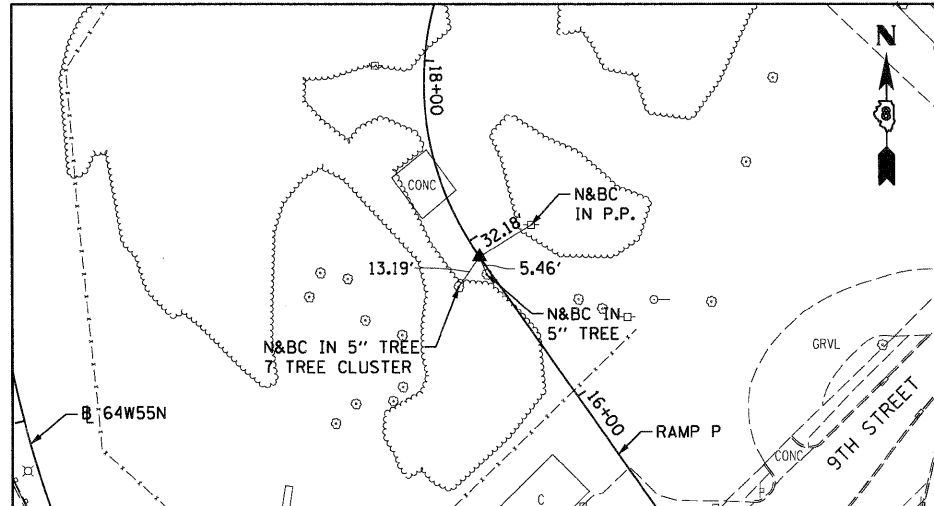 N
8
18+00
CONC
N&BC
IN P.P.
32.18'
13.19'
5.46'
N&BC IN
5" TREE
N&BC IN 5" TREE
7 TREE CLUSTER
GRVL
16+00
RAMP P
9TH STREET
CONC
C
64W55N